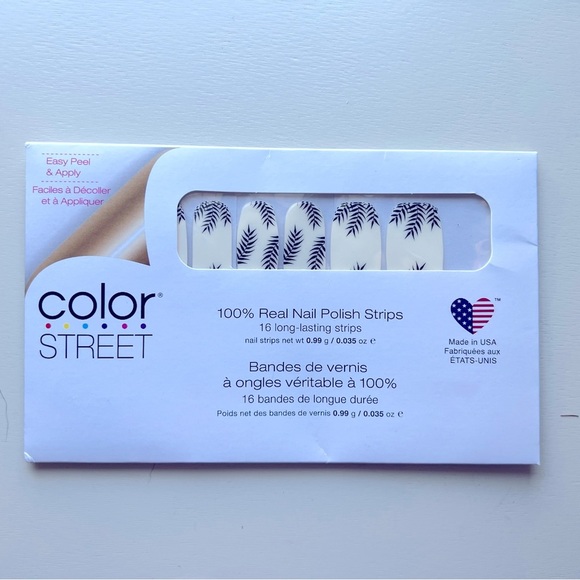 Easy Peel
& Apply
Faciles à Décoller
et à Appliquer
color®
STREET
100% Real Nail Polish Strips
16 long-lasting strips
nail strips net wt 0.99 g / 0.035 oz ℮
Bandes de vernis
à ongles véritable à 100%
16 bandes de longue durée
Poids net des bandes de vernis 0.99 g / 0.035 oz ℮
™
Made in USA
Fabriquées aux
ÉTATS-UNIS